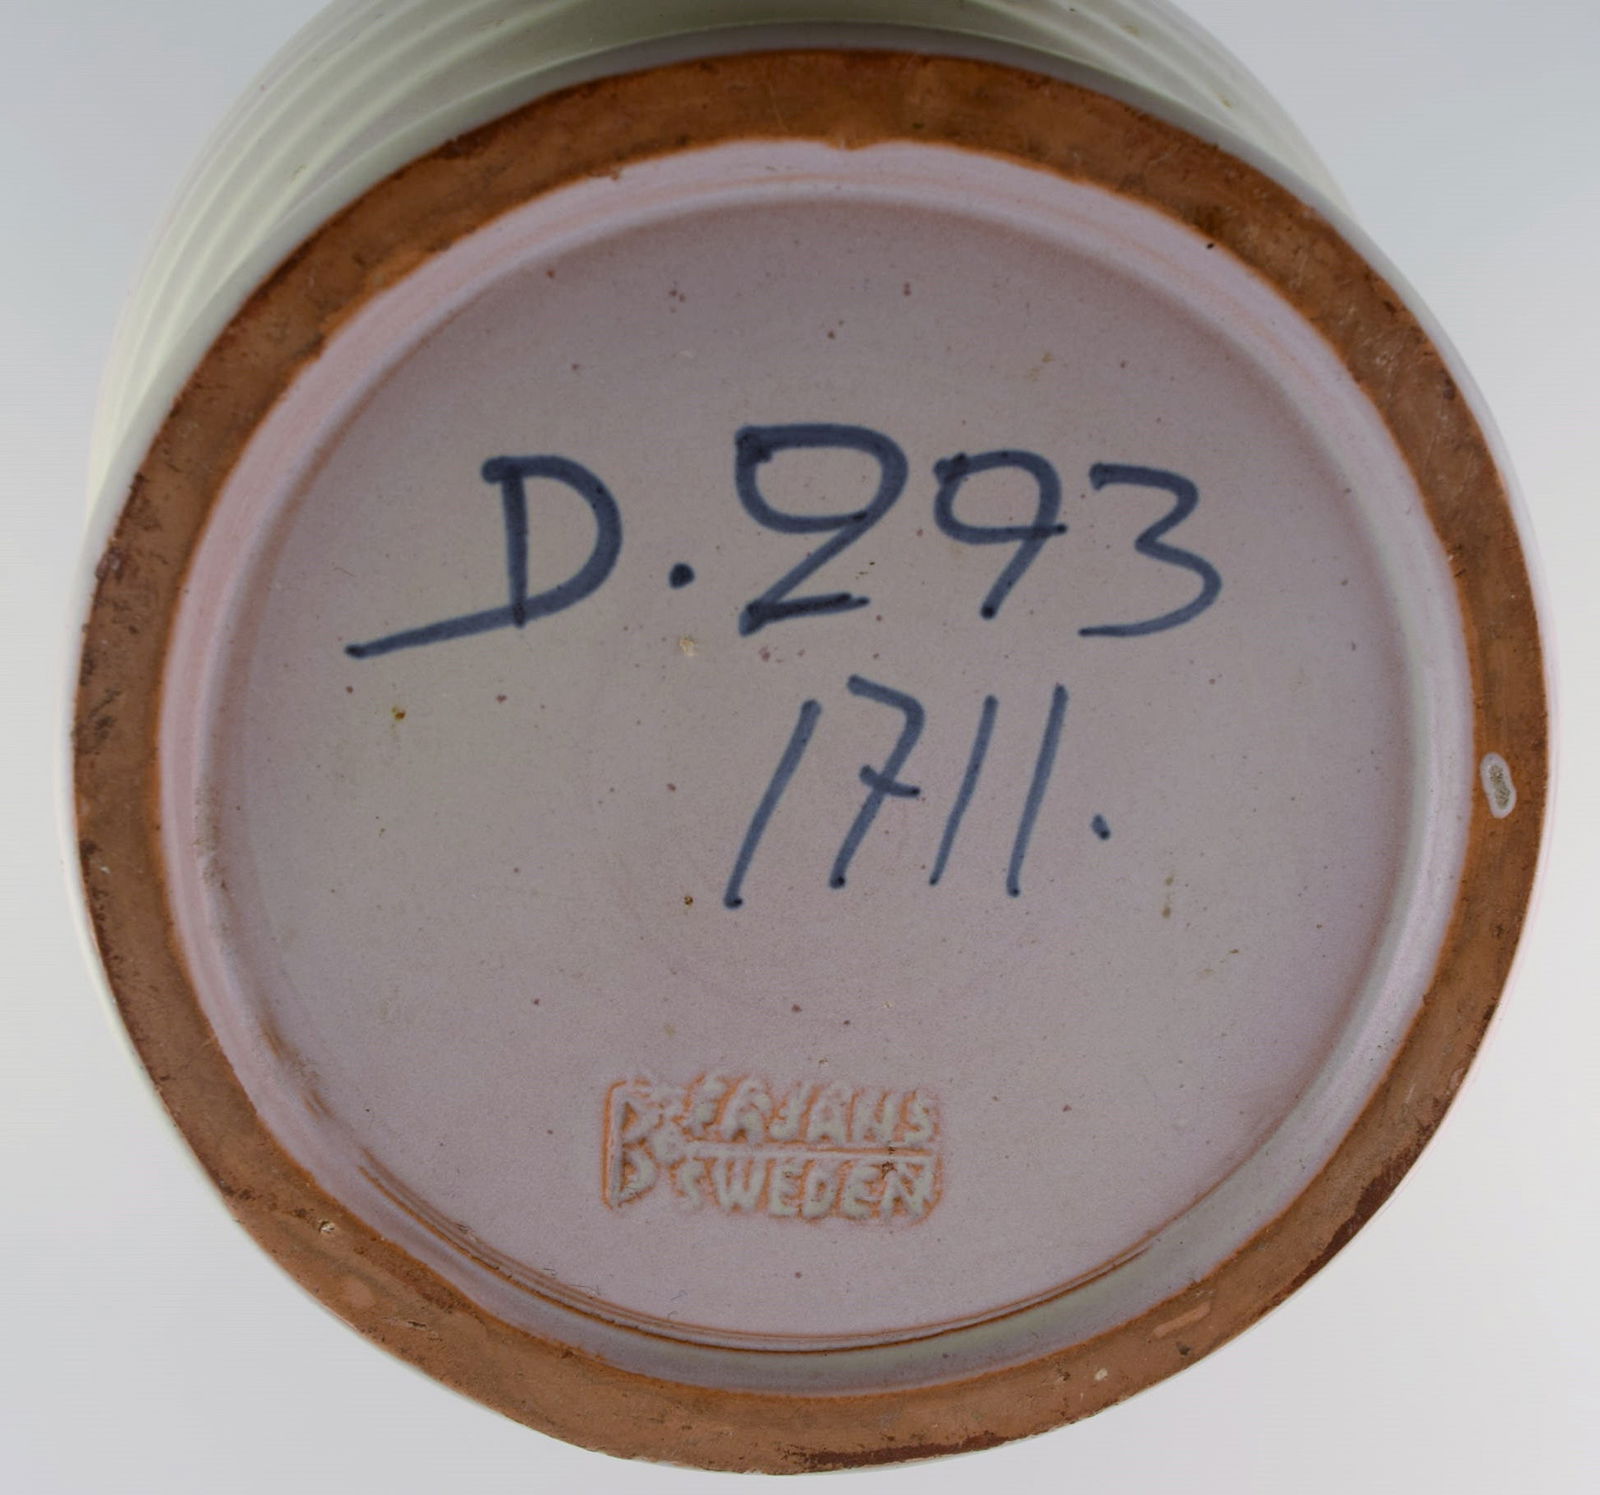 D. 293
1711.
B&B FAJANS
SWEDEN